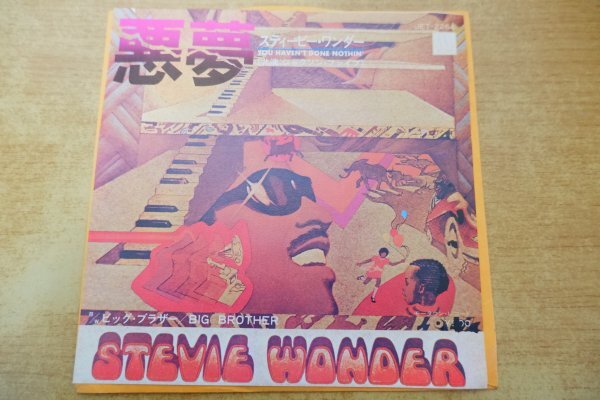 悪夢
スティービー・ワンダー
YOU HAVEN'T DONE NOTHIN'
ビッグ・ブラザー BIG BROTHER
STEVIE WONDER